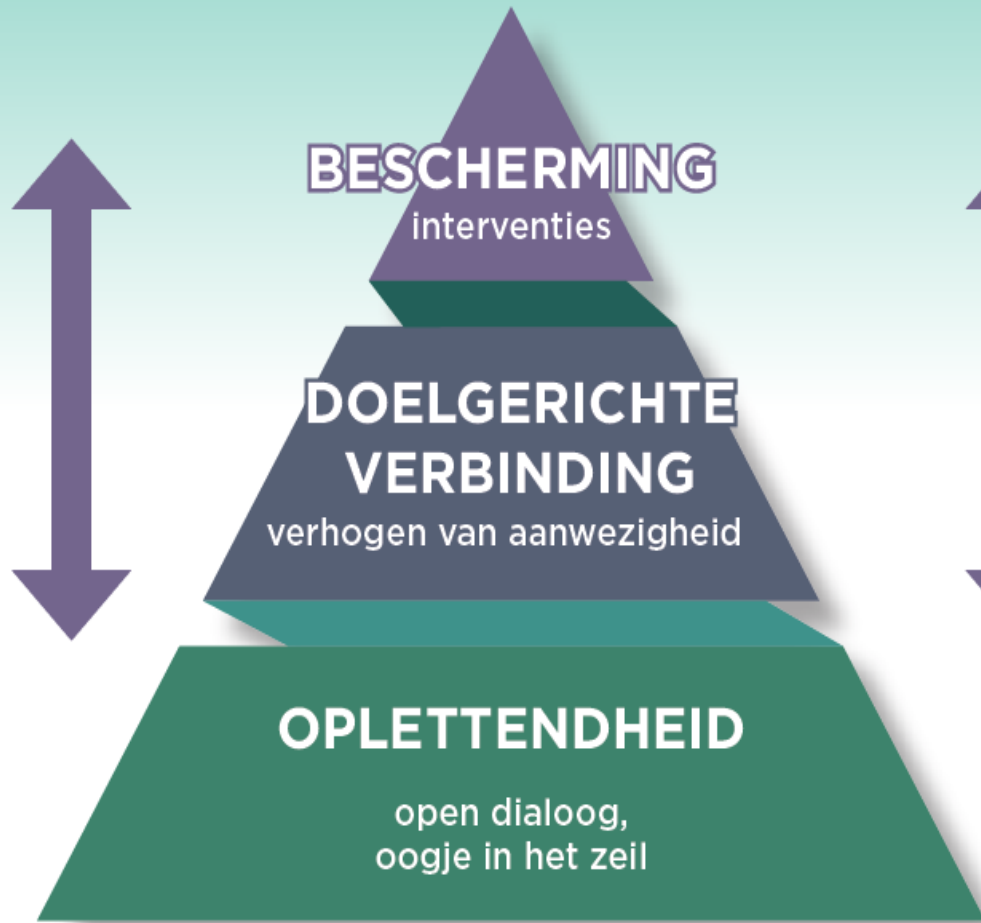 BESCHERMING
interventies
DOELGERICHTE
VERBINDING
verhogen van aanwezigheid
OPLETTENDHEID
open dialoog,
oogje in het zeil